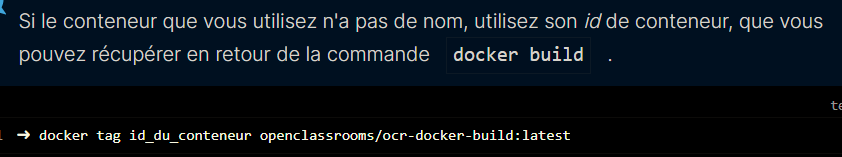 Si le conteneur que vous utilisez n'a pas de nom, utilisez son id de conteneur, que vous
pouvez récupérer en retour de la commande docker build .
te
➜ docker tag id_du_conteneur openclassrooms/ocr-docker-build:latest